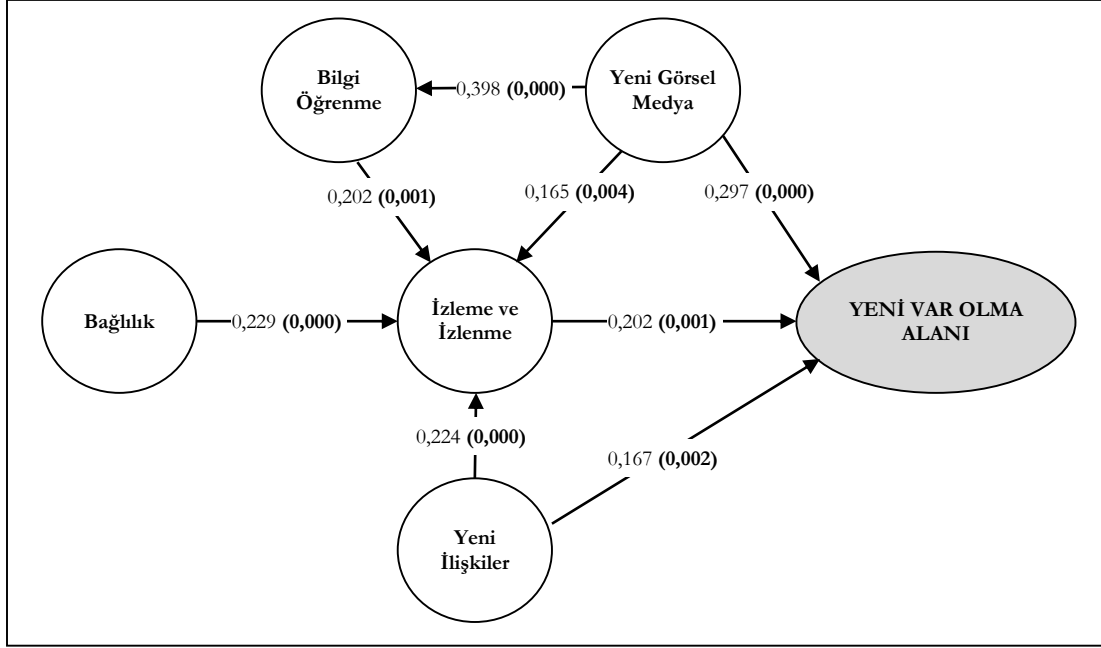 Bilgi
Öğrenme
0,398 (0,000)
Yeni Görsel
Medya
0,202 (0,001)
0,165 (0,004)
0,297 (0,000)
Bağlılık
0,229 (0,000)
İzleme ve
İzlenme
0,202 (0,001)
YENİ VAR OLMA
ALANI
0,224 (0,000)
0,167 (0,002)
Yeni
İlişkiler